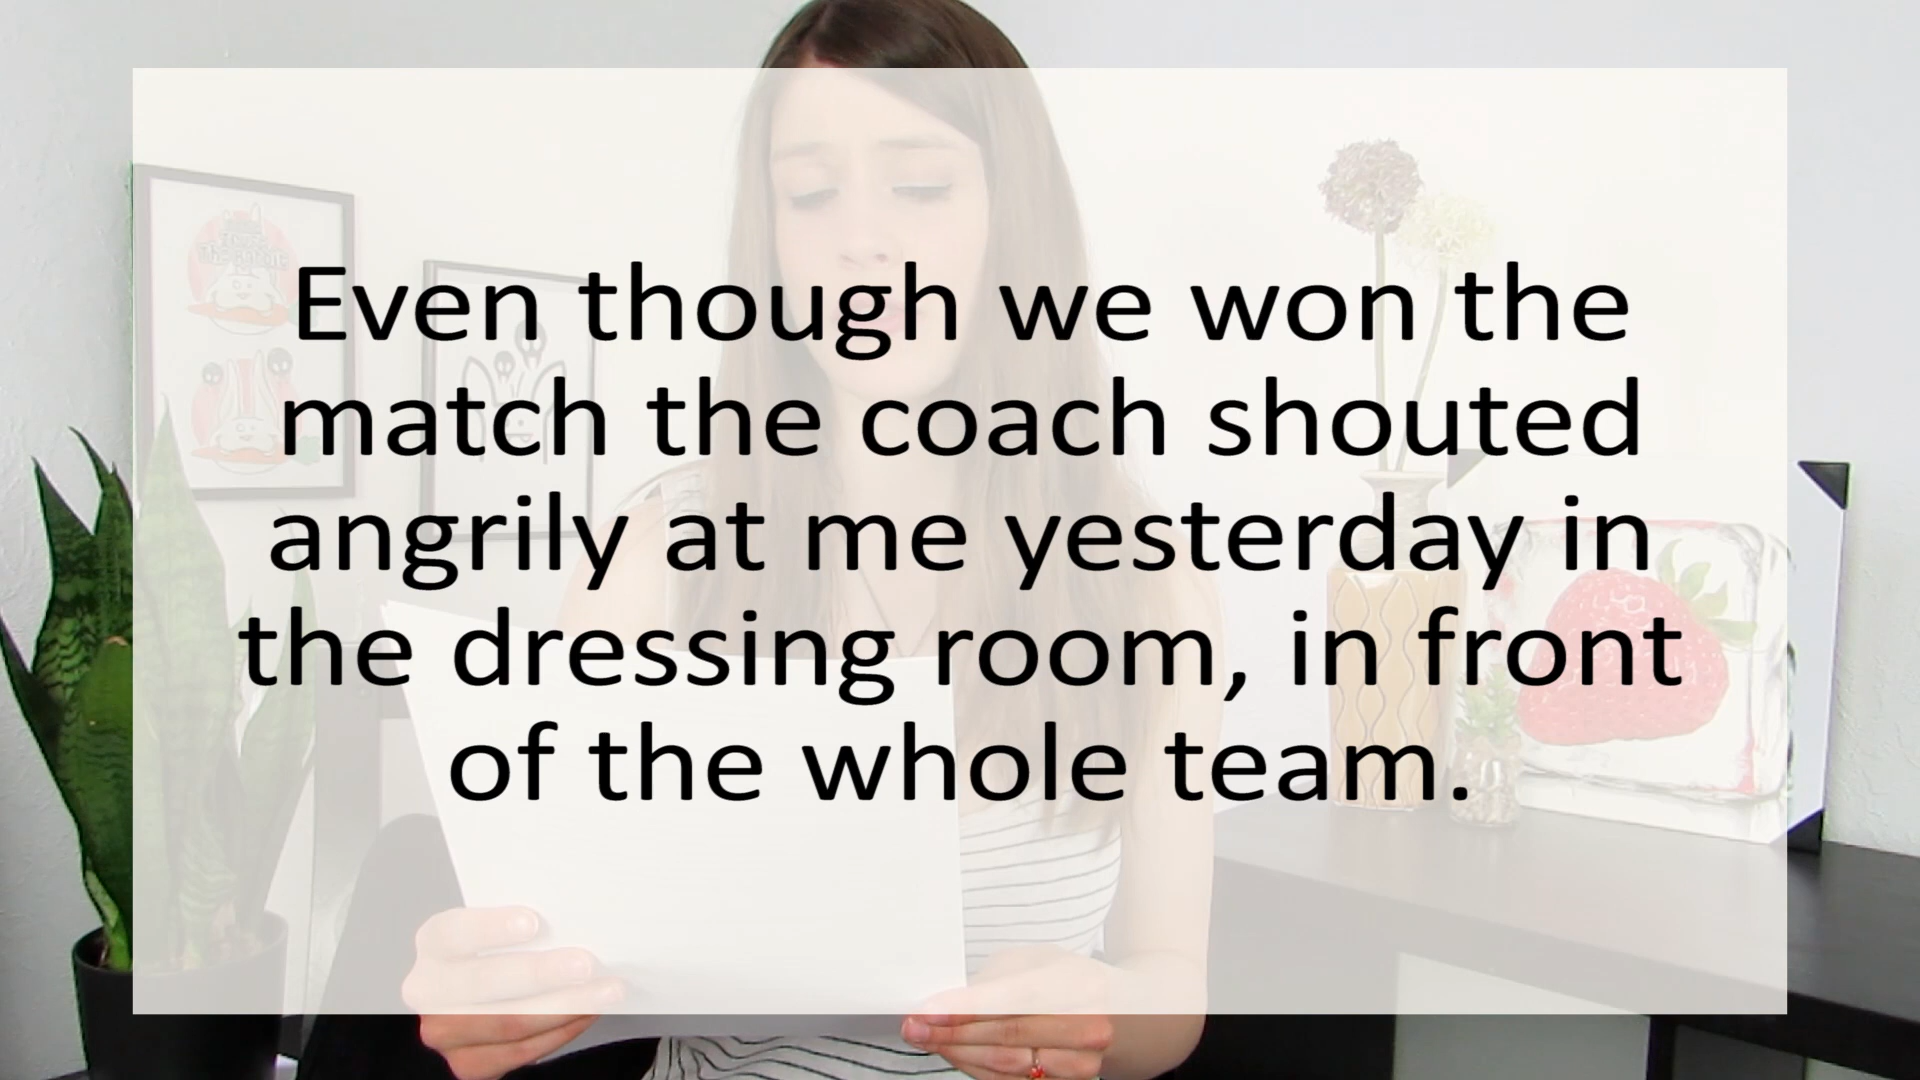 Even though we won the
match the coach shouted
angrily at me yesterday in
the dressing room, in front
of the whole team.